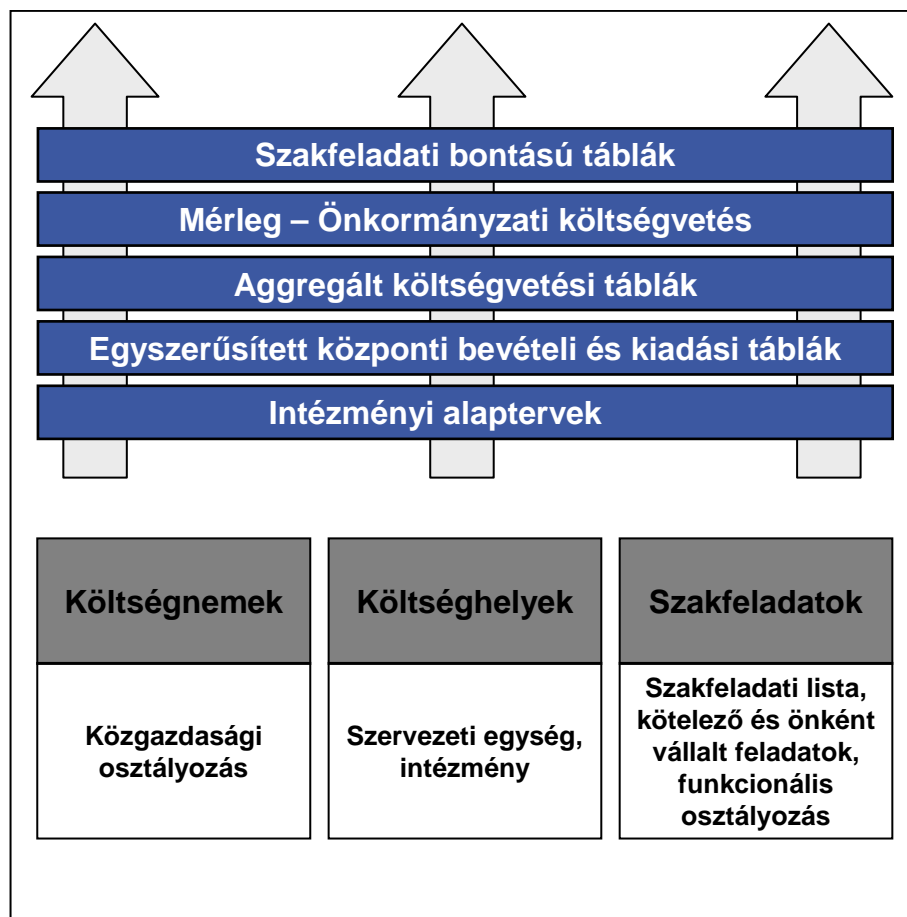 Szakfeladati bontású táblák
Mérleg – Önkormányzati költségvetés
Aggregált költségvetési táblák
Egyszerűsített központi bevételi és kiadási táblák
Intézményi alaptervek
Költségnemek
Költséghelyek
Szakfeladatok
Közgazdasági
osztályozás
Szervezeti egység,
intézmény
Szakfeladati lista,
kötelező és önként
vállalt feladatok,
funkcionális
osztályozás